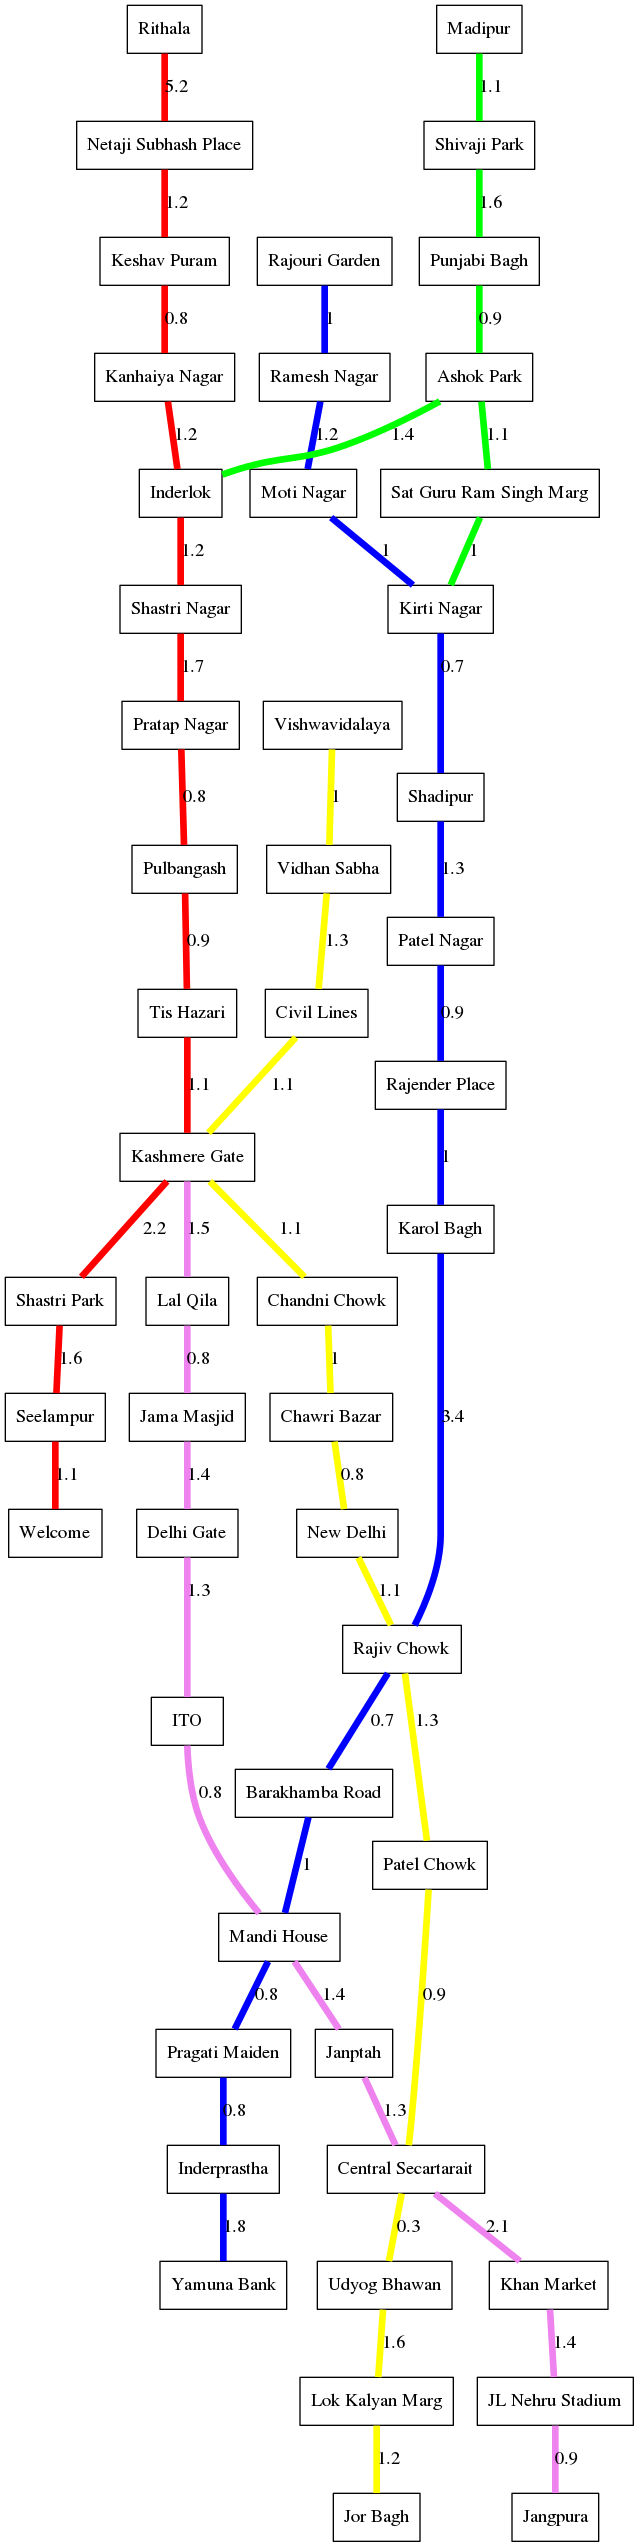 Rithala
Madipur
5.2
1.1
Netaji Subhash Place
Shivaji Park
1.2
1.6
Keshav Puram
Rajouri Garden
Punjabi Bagh
0.8
1
0.9
Kanhaiya Nagar
Ramesh Nagar
Ashok Park
1.2
1.2
1.4
1.1
Inderlok
Moti Nagar
Sat Guru Ram Singh Marg
1.2
1
1
Shastri Nagar
Kirti Nagar
1.7
0.7
Pratap Nagar
Vishwavidalaya
0.8
1
Shadipur
Pulbangash
Vidhan Sabha
1.3
0.9
1.3
Patel Nagar
Tis Hazari
Civil Lines
0.9
1.1
1.1
Rajender Place
Kashmere Gate
1
2.2
1.5
1.1
Karol Bagh
Shastri Park
Lal Qila
Chandni Chowk
1.6
0.8
1
Seelampur
Jama Masjid
Chawri Bazar
3.4
1.1
1.4
0.8
Welcome
Delhi Gate
New Delhi
1.3
1.1
Rajiv Chowk
ITO
0.7
1.3
0.8
Barakhamba Road
1
Patel Chowk
Mandi House
0.8
1.4
0.9
Pragati Maiden
Janptah
0.8
1.3
Inderprastha
Central Secartarait
1.8
0.3
2.1
Yamuna Bank
Udyog Bhawan
Khan Market
1.6
1.4
Lok Kalyan Marg
JL Nehru Stadium
1.2
0.9
Jor Bagh
Jangpura